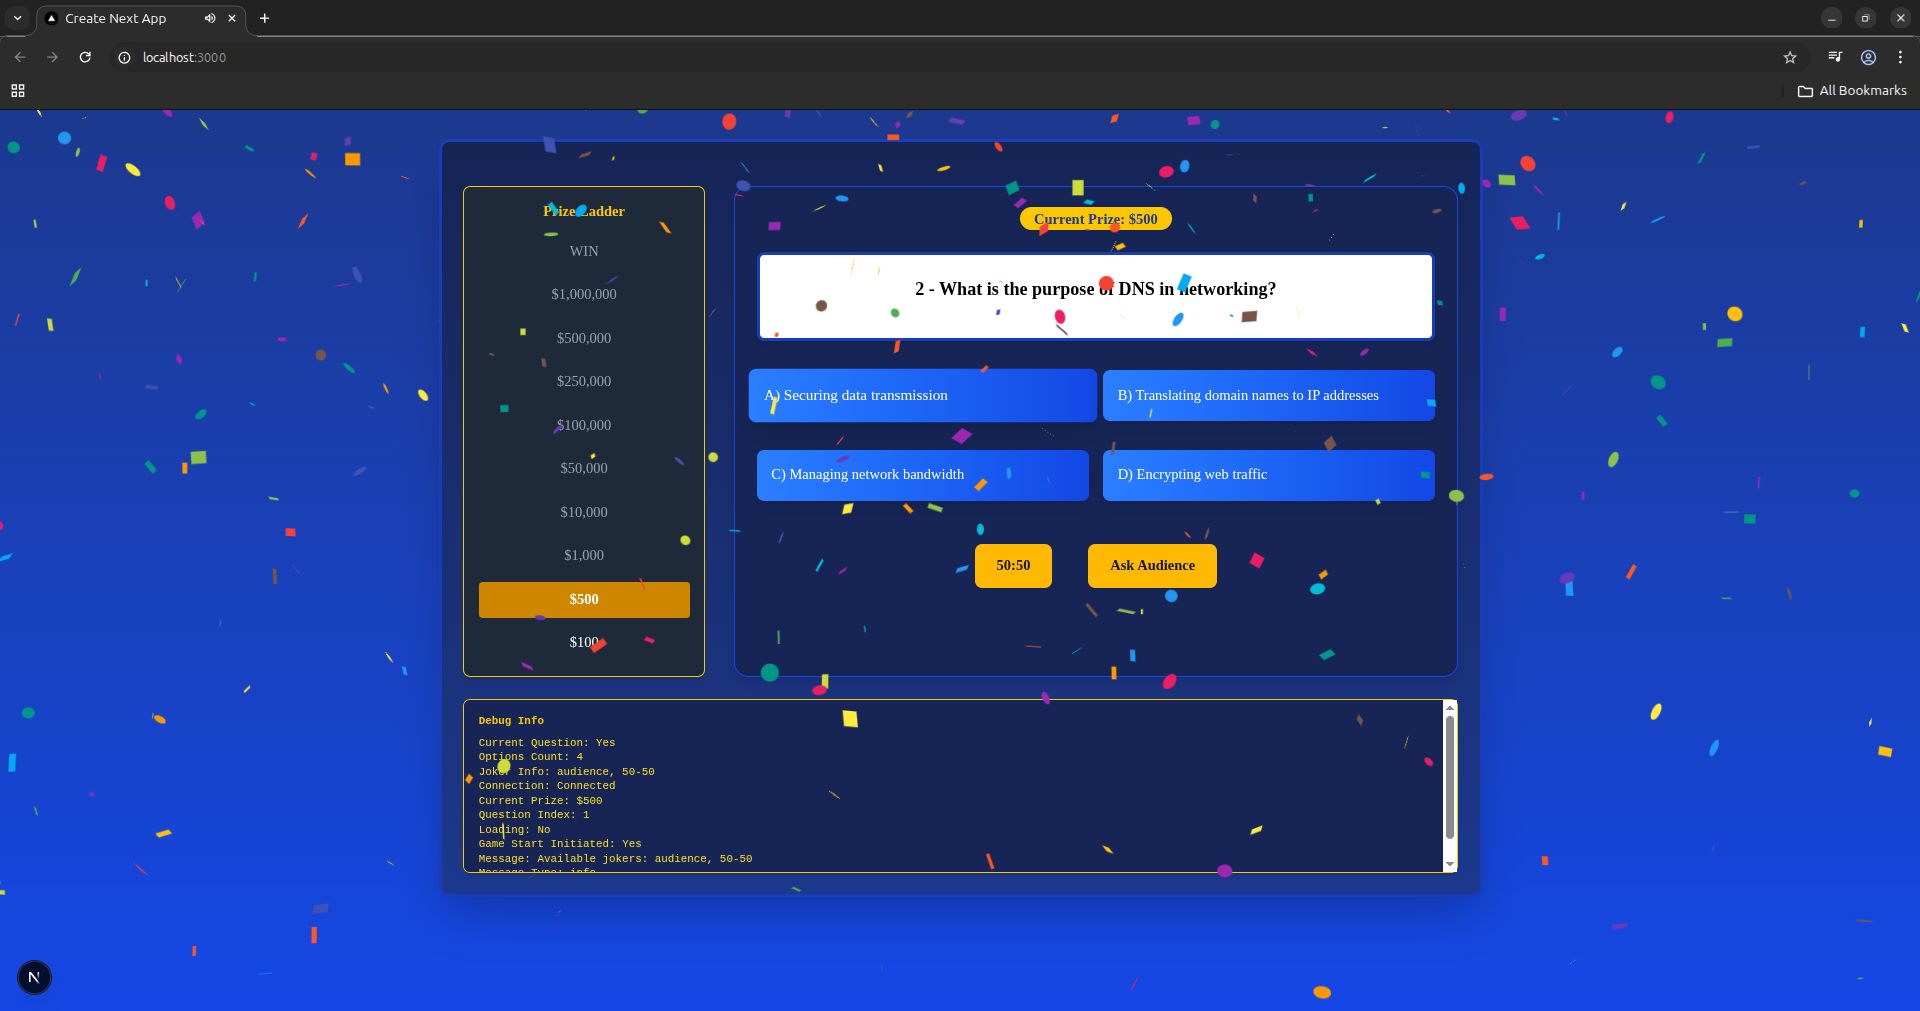 Create Next App
localhost:3000
All Bookmarks
Prize Ladder
WIN
$1,000,000
$500,000
$250,000
$100,000
$50,000
$10,000
$1,000
$500
$100
Current Prize: $500
2 - What is the purpose of DNS in networking?
A) Securing data transmission
B) Translating domain names to IP addresses
C) Managing network bandwidth
D) Encrypting web traffic
50:50
Ask Audience
Debug Info
Current Question: Yes
Options Count: 4
Joker Info: audience, 50-50
Connection: Connected
Current Prize: $500
Question Index: 1
Loading: No
Game Start Initiated: Yes
Message: Available jokers: audience, 50-50
Message Type: info
N